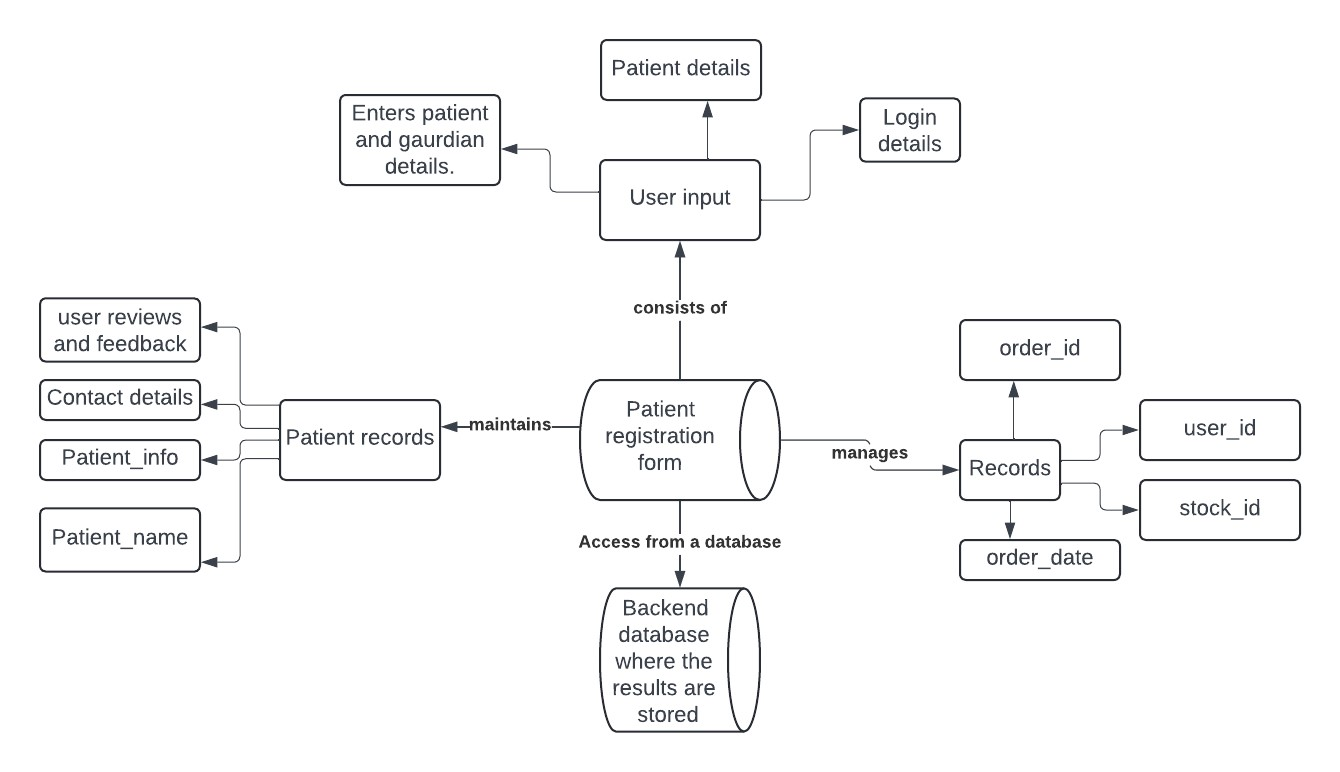 Patient details
Enters patient
and gaurdian
details.
Login
details
User input
consists of
user reviews
and feedback
Contact details
Patient_info
Patient_name
Patient records
maintains
Patient
registration
form
manages
order_id
Records
user_id
stock_id
order_date
Access from a database
Backend
database
where the
results are
stored